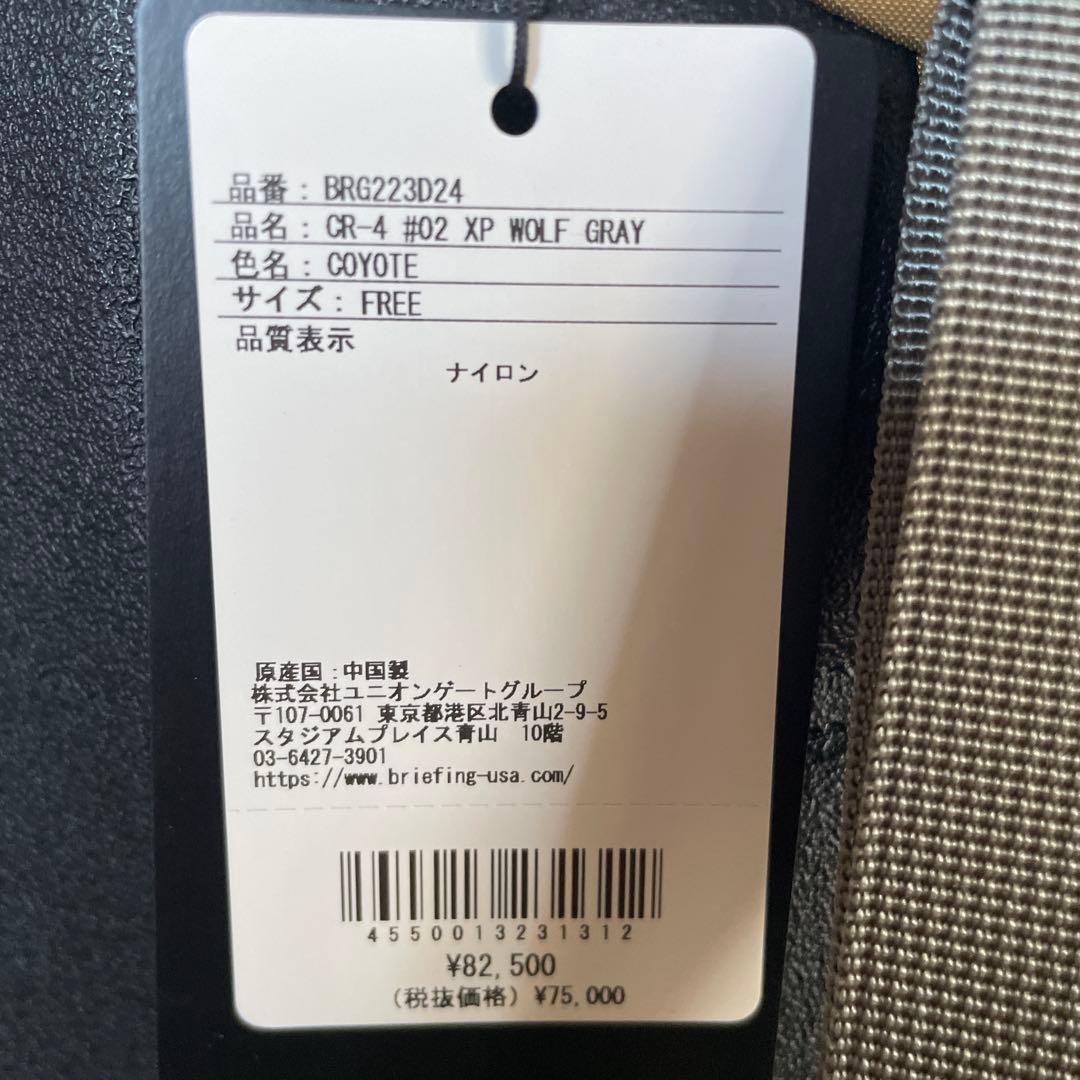 品番: BRG223D24
品名: CR-4 #02 XP WOLF GRAY
色名: COYOTE
サイズ: FREE
品質表示
ナイロン
原産国:中国製
株式会社ユニオンゲートグループ
〒107-0061 東京都港区北青山2-9-5
スタジアムプレイス青山 10階
03-6427-3901
https://www.briefing-usa.com/
4550013231312
¥82,500
(税抜価格) ¥75,000